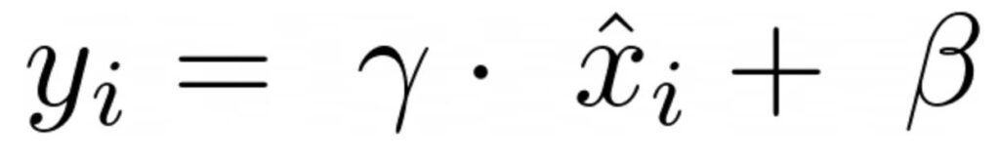 yᵢ = γ · x̂ᵢ + β